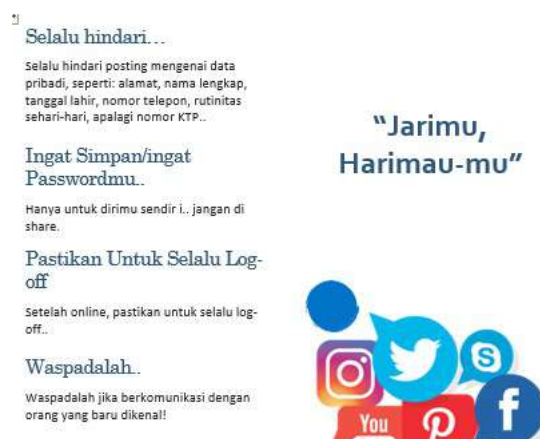 Selalu hindari...
Selalu hindari posting mengenai data
pribadi, seperti: alamat, nama lengkap,
tanggal lahir, nomor telepon, rutinitas
sehari-hari, apalagi nomor KTP..
Ingat Simpan/ingat
Passwordmu..
Hanya untuk dirimu sendir i.. jangan di
share.
Pastikan Untuk Selalu Log-
off
Setelah online, pastikan untuk selalu log-
off..
Waspadalah..
Waspadalah jika berkomunikasi dengan
orang yang baru dikenal!
“Jarimu,
Harimau-mu”
You